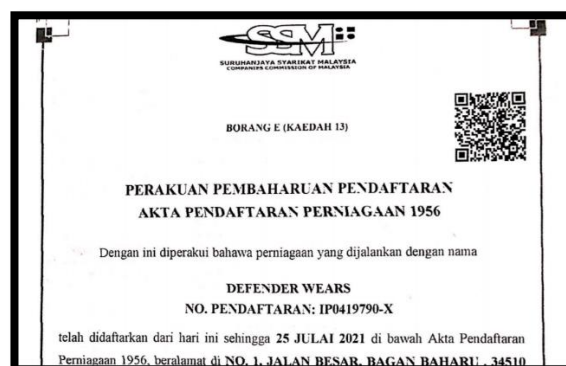 SSM
SURUHANJAYA SYARIKAT MALAYSIA
COMPANIES COMMISSION OF MALAYSIA
BORANG E (KAEDAH 13)
PERAKUAN PEMBAHARUAN PENDAFTARAN
AKTA PENDAFTARAN PERNIAGAAN 1956
Dengan ini diperakui bahawa perniagaan yang dijalankan dengan nama
DEFENDER WEARS
NO. PENDAFTARAN: IP0419790-X
telah didaftarkan dari hari ini sehingga 25 JULAI 2021 di bawah Akta Pendaftaran
Perniagaan 1956, beralamat di NO. 1, JALAN BESAR, BAGAN BAHARU , 34510